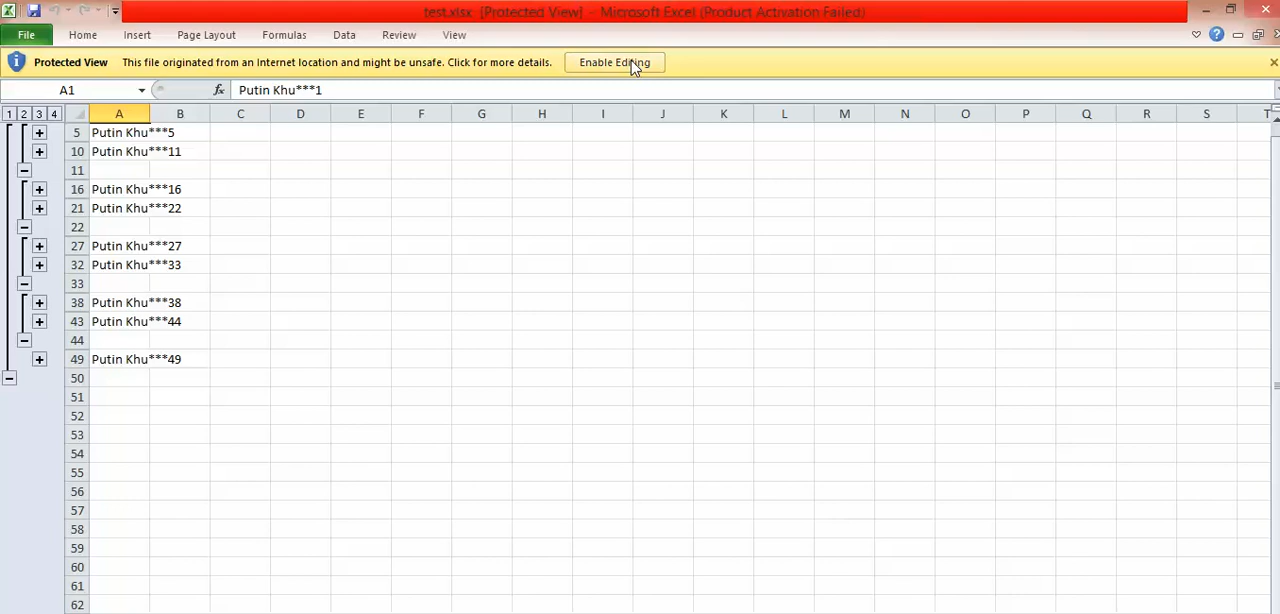 test.xlsx  [Protected View]  -  Microsoft Excel (Product Activation Failed)
File Home Insert Page Layout Formulas Data Review View
Protected View This file originated from an Internet location and might be unsafe. Click for more details. Enable Editing
A1 fx Putin Khu***1
1 2 3 4 A B C D E F G H I J K L M N O P Q R S T
5 Putin Khu***5
10 Putin Khu***11
11
16 Putin Khu***16
21 Putin Khu***22
22
27 Putin Khu***27
32 Putin Khu***33
33
38 Putin Khu***38
43 Putin Khu***44
44
49 Putin Khu***49
50
51
52
53
54
55
56
57
58
59
60
61
62